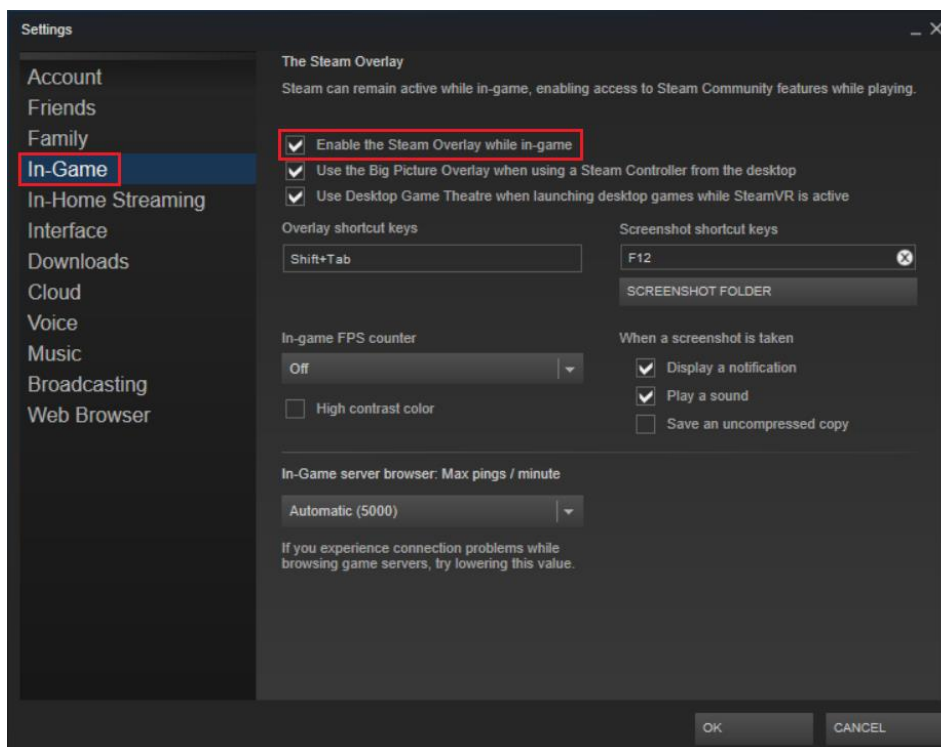 Settings
Account
Friends
Family
In-Game
In-Home Streaming
Interface
Downloads
Cloud
Voice
Music
Broadcasting
Web Browser
The Steam Overlay
Steam can remain active while in-game, enabling access to Steam Community features while playing.
Enable the Steam Overlay while in-game
Use the Big Picture Overlay when using a Steam Controller from the desktop
Use Desktop Game Theatre when launching desktop games while SteamVR is active
Overlay shortcut keys
Shift+Tab
Screenshot shortcut keys
F12
SCREENSHOT FOLDER
In-game FPS counter
Off
High contrast color
When a screenshot is taken
Display a notification
Play a sound
Save an uncompressed copy
In-Game server browser: Max pings / minute
Automatic (5000)
If you experience connection problems while
browsing game servers, try lowering this value.
OK
CANCEL